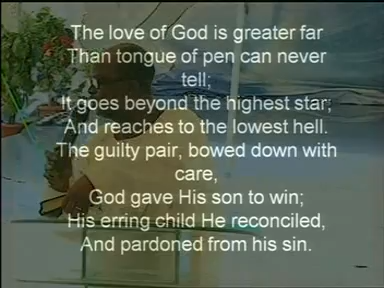 The love of God is greater far
Than tongue of pen can never
tell;
It goes beyond the highest star;
And reaches to the lowest hell.
The guilty pair, bowed down with
care,
God gave His son to win;
His erring child He reconciled,
And pardoned from his sin.